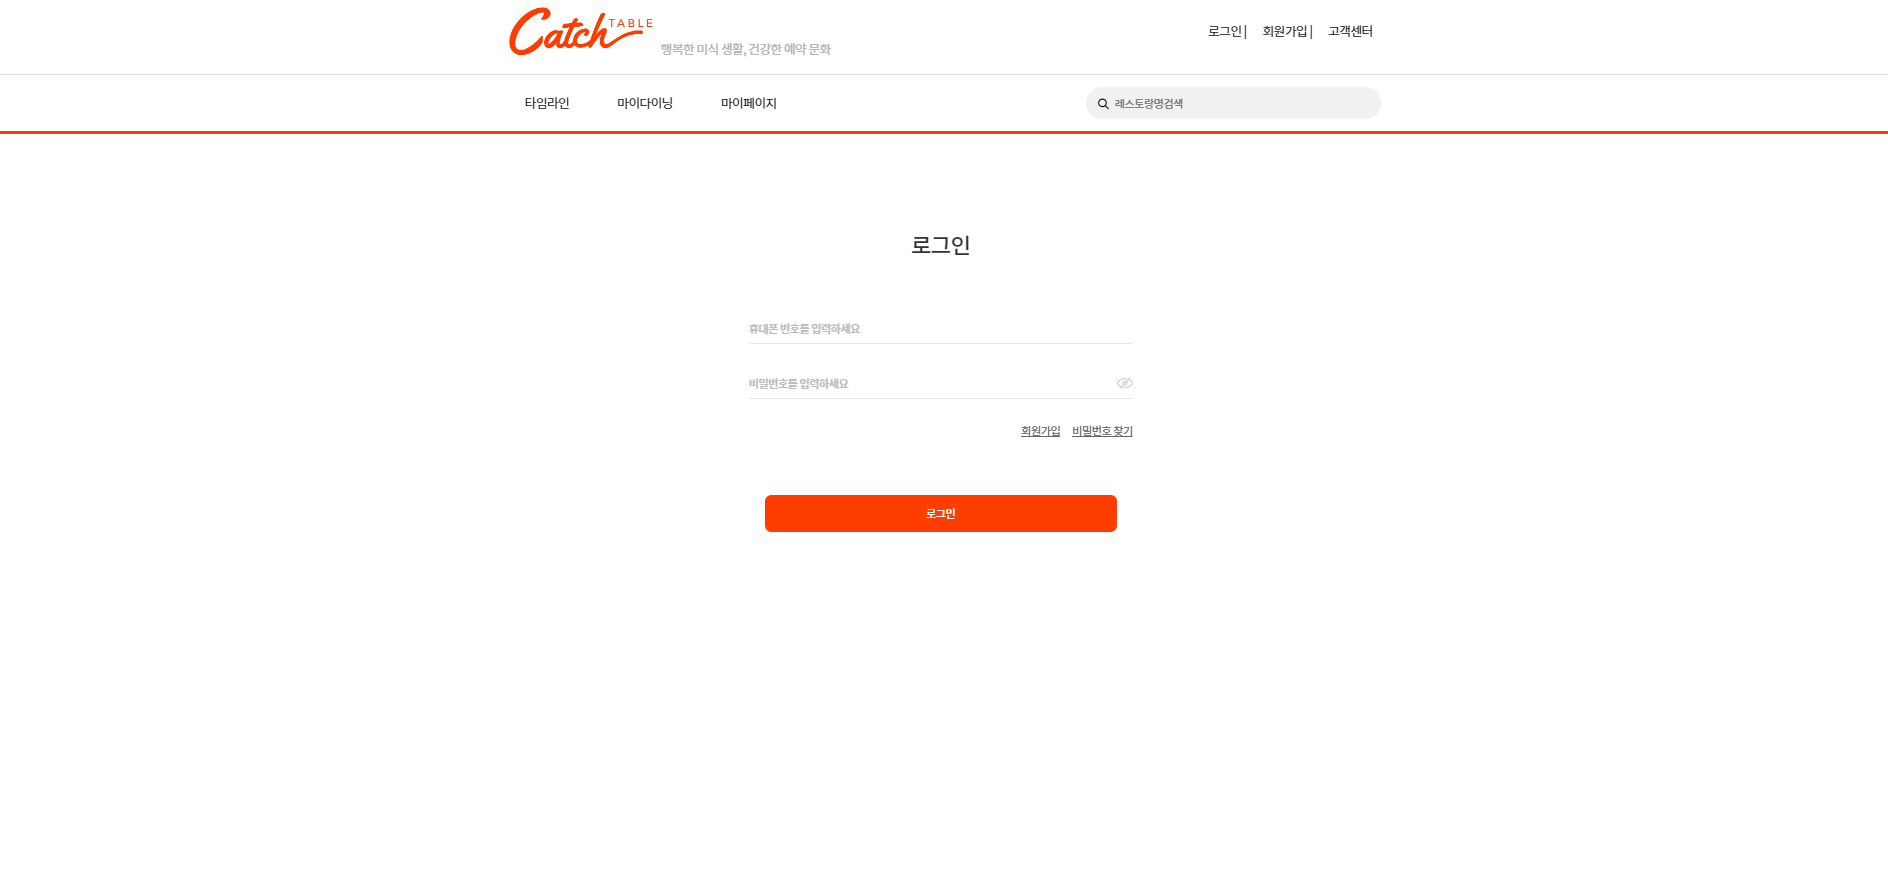 Catch TABLE
행복한 미식 생활, 건강한 예약 문화
로그인 | 회원가입 | 고객센터
타임라인 마이다이닝 마이페이지
레스토랑명검색
로그인
휴대폰 번호를 입력하세요
비밀번호를 입력하세요
회원가입 비밀번호 찾기
로그인